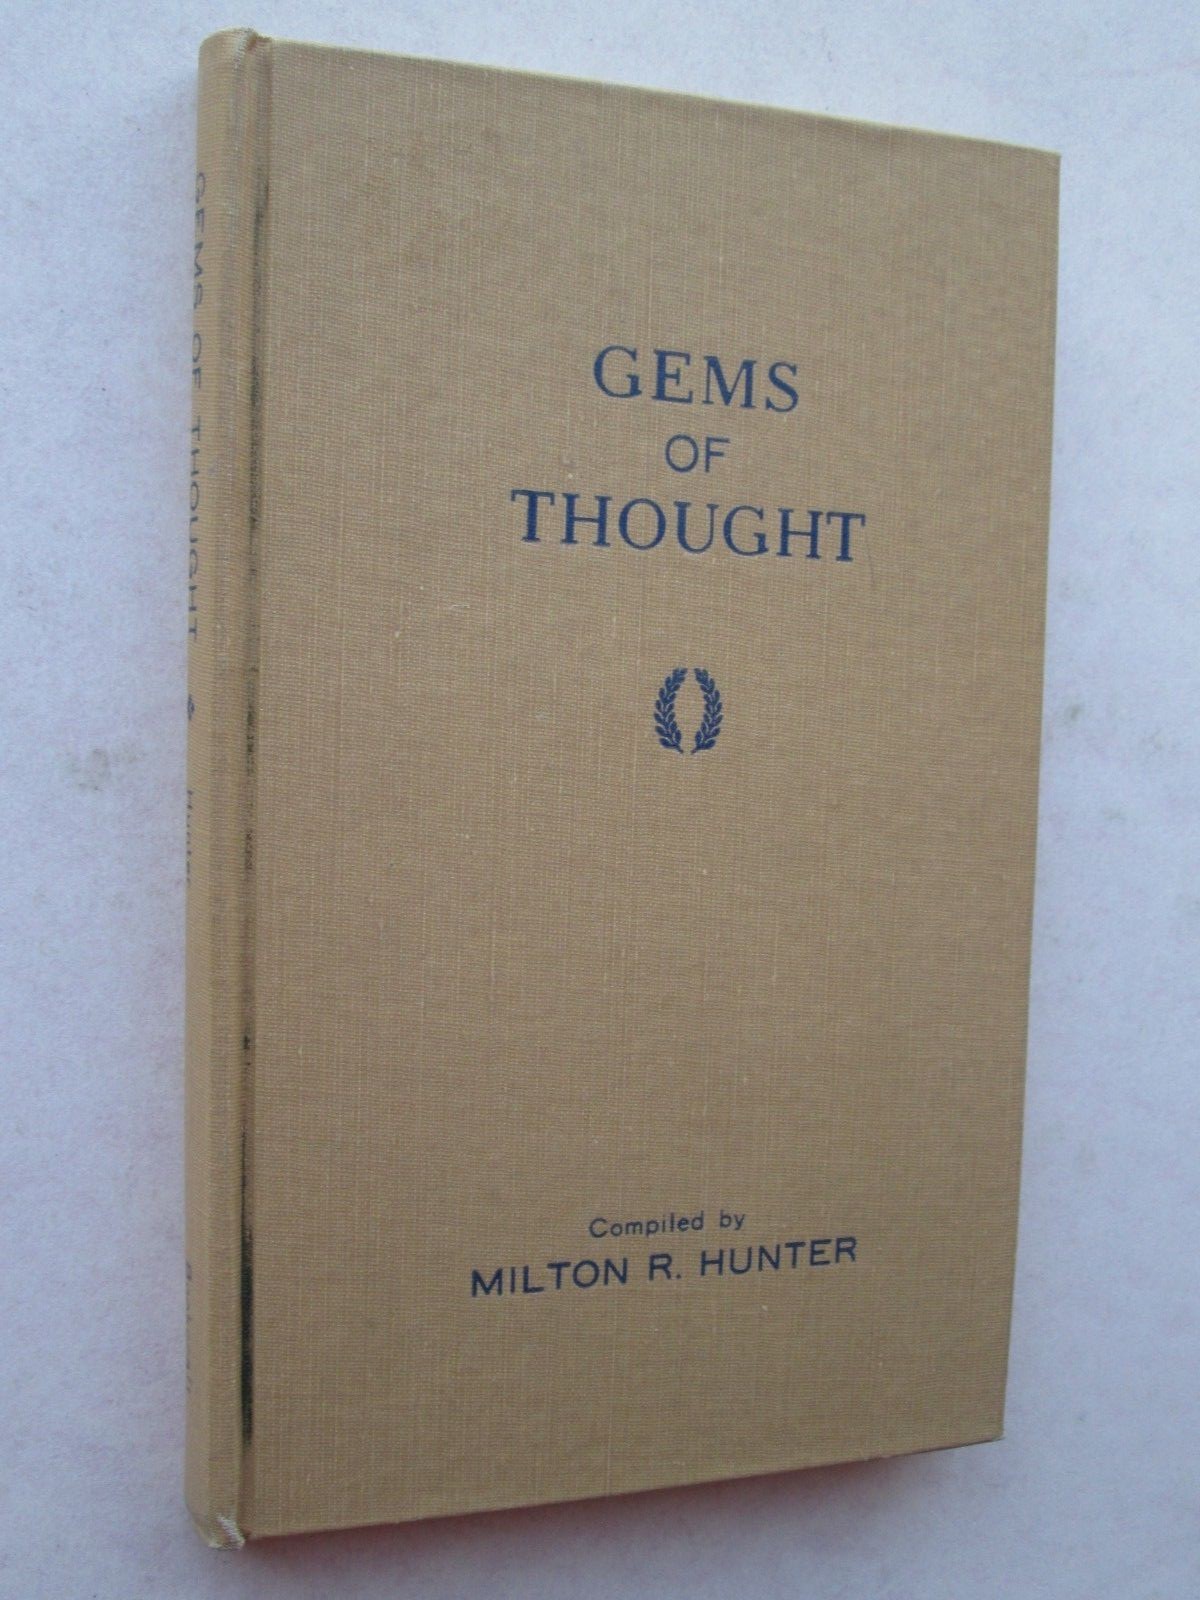 GEMS
OF
THOUGHT
Compiled by
MILTON R. HUNTER
GEMS OF THOUGHT